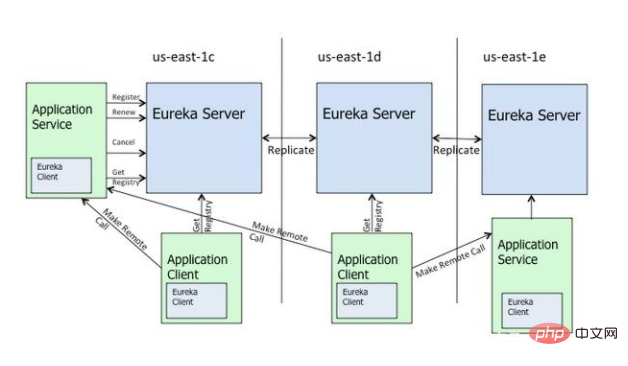 us-east-1c
us-east-1d
us-east-1e
Application
Service
Eureka
Client
Register
Renew
Cancel
Get
Registry
Eureka Server
Replicate
Eureka Server
Replicate
Eureka Server
Make Remote
Call
Get
Registry
Make Remote
Call
Get
Registry
Make Remote Call
Application
Client
Eureka
Client
Application
Client
Eureka
Client
Application
Service
Eureka
Client
php 中文网